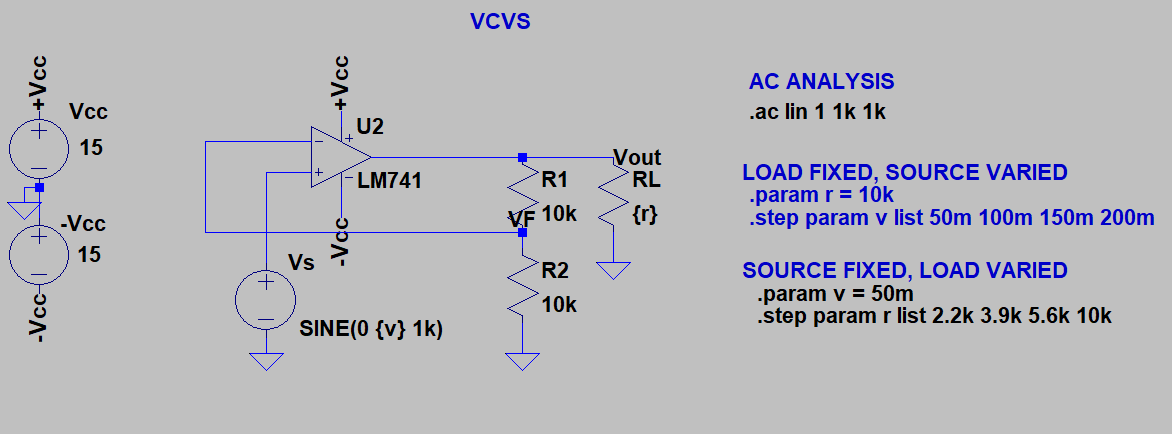 VCVS
+Vcc
Vcc
15
-Vcc
15
-Vcc
+Vcc
U2
LM741
-Vcc
Vs
SINE(0 {v} 1k)
R1
10k
VF
R2
10k
Vout
RL
{r}
AC ANALYSIS
.ac lin 1 1k 1k
LOAD FIXED, SOURCE VARIED
.param r = 10k
.step param v list 50m 100m 150m 200m
SOURCE FIXED, LOAD VARIED
.param v = 50m
.step param r list 2.2k 3.9k 5.6k 10k